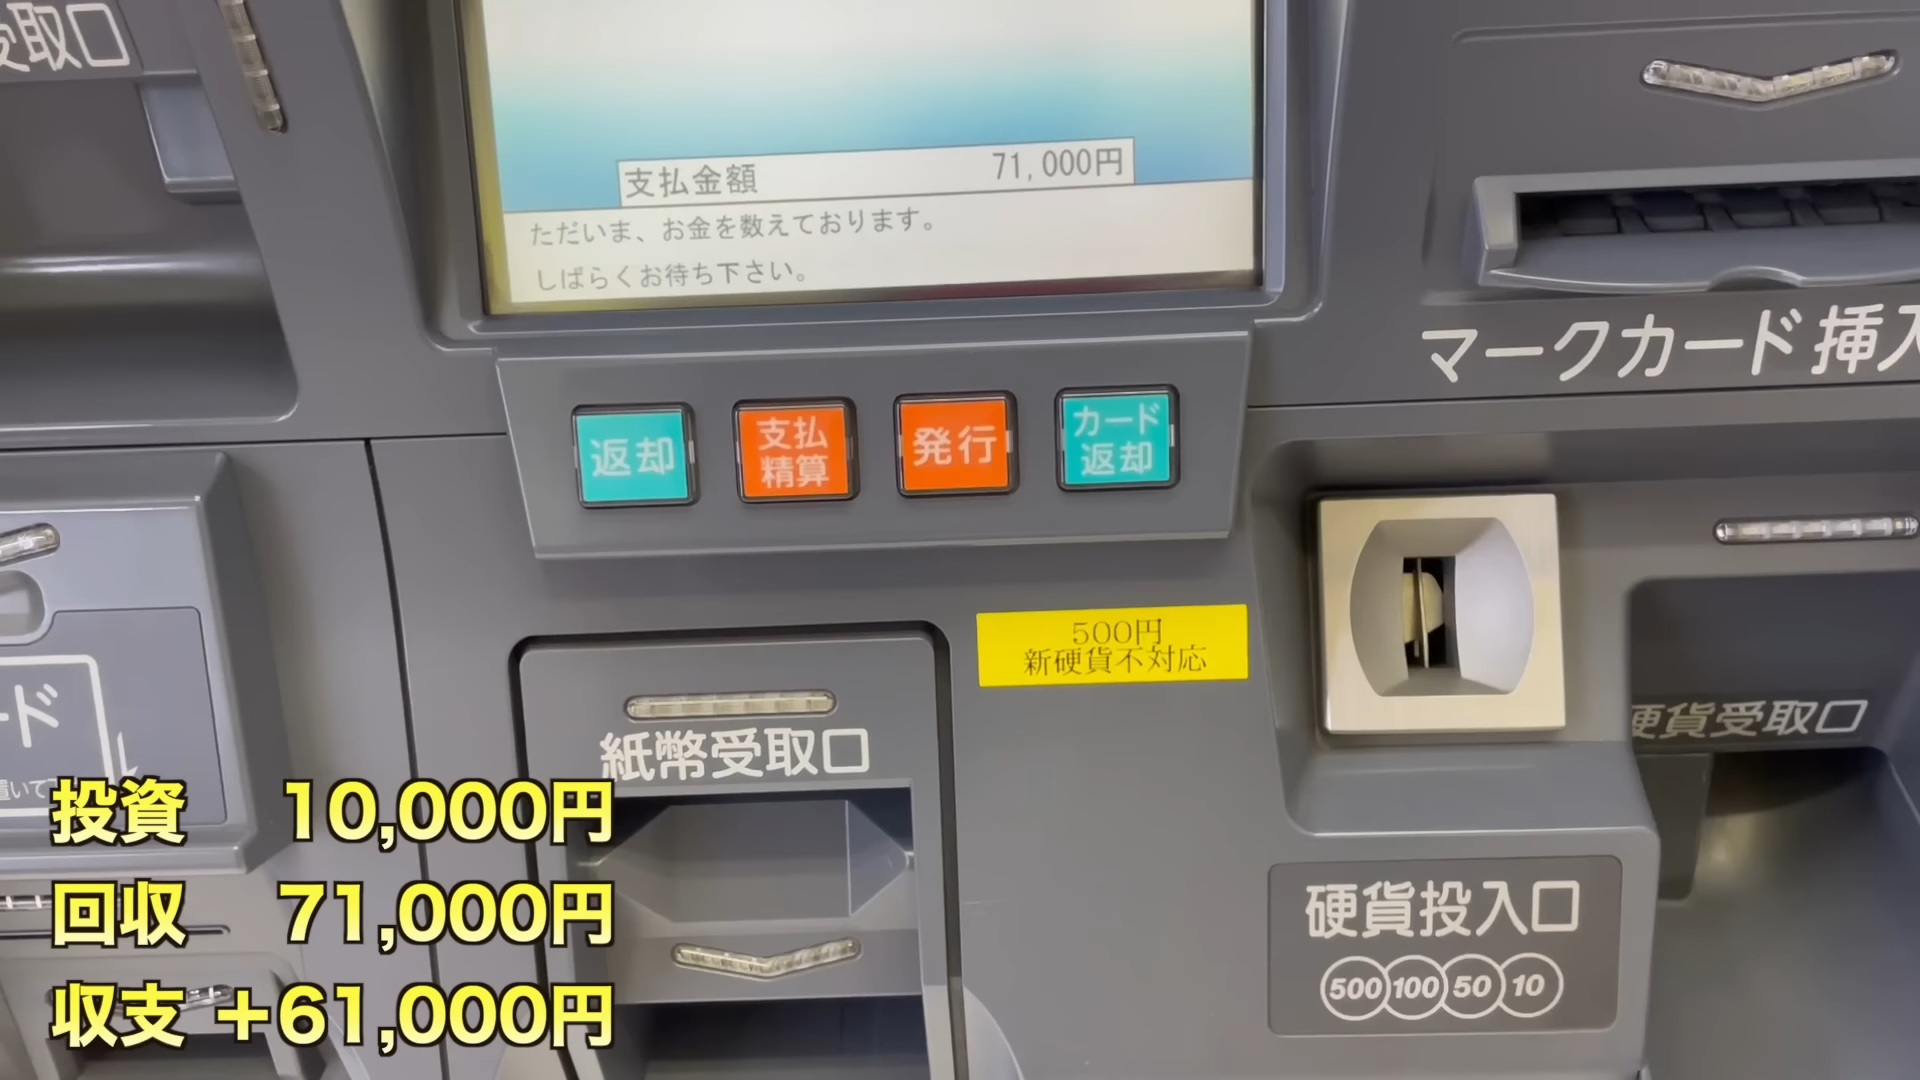 受取口
支払金額 71,000円
ただいま、お金を数えております。
しばらくお待ち下さい。
マークカード挿入
返却
支払
精算
発行
カード
返却
500円
新硬貨不対応
紙幣受取口
硬貨受取口
ード
置いて
硬貨投入口
500 100 50 10
投資 10,000円
回収 71,000円
収支 +61,000円